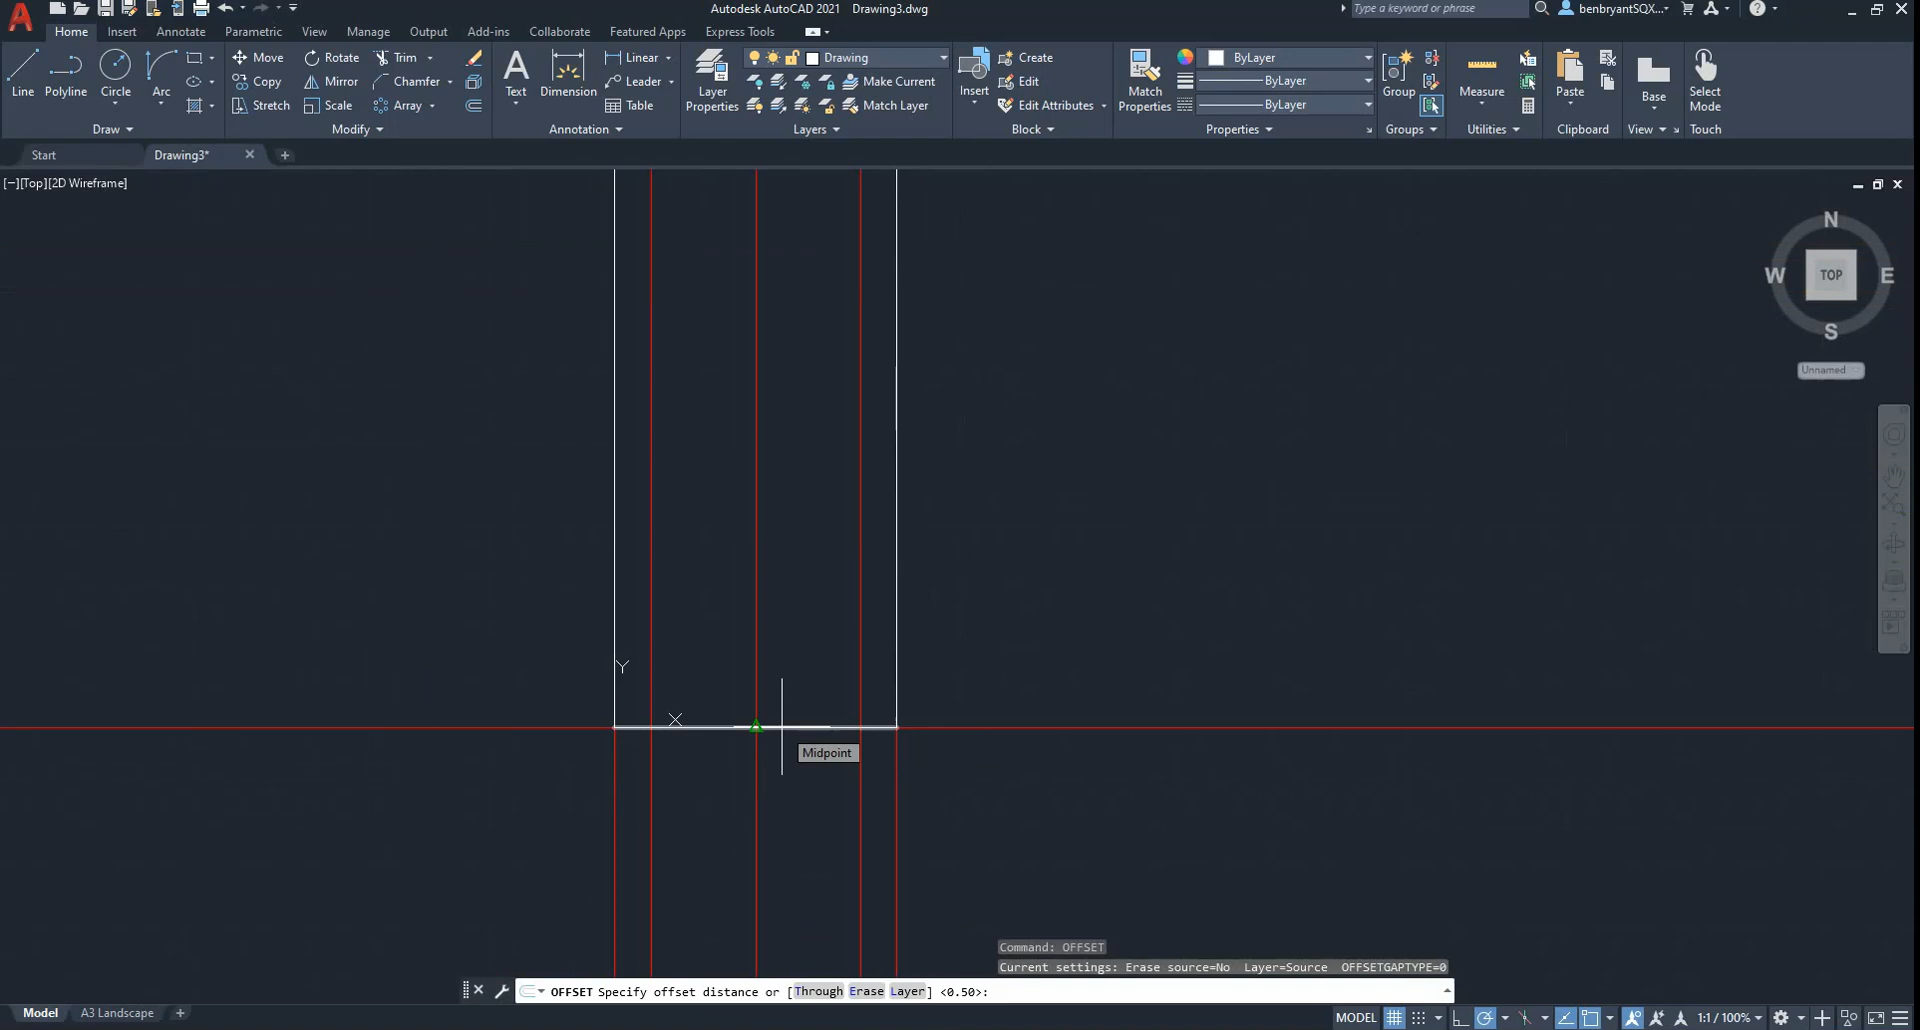 Autodesk AutoCAD 2021 Drawing3.dwg
Type a keyword or phrase
benbryantSQX...
Home Insert Annotate Parametric View Manage Output Add-ins Collaborate Featured Apps Express Tools
Line Polyline Circle Arc
Draw
Move Rotate Trim
Copy Mirror Chamfer
Stretch Scale Array
Modify
Text Dimension
Linear
Leader
Table
Annotation
Layer Properties
Drawing
Make Current
Match Layer
Layers
Insert
Create
Edit
Edit Attributes
Block
Match Properties
ByLayer
ByLayer
ByLayer
Properties
Group
Groups
Measure
Utilities
Paste
Clipboard
Base
View
Select Mode
Touch
Start Drawing3*
[−][Top][2D Wireframe]
N
W TOP E
S
Unnamed
Y
X
Midpoint
Command: OFFSET
Current settings: Erase source=No Layer=Source OFFSETGAPTYPE=0
OFFSET Specify offset distance or [Through Erase Layer] <0.50>:
Model A3 Landscape
MODEL 1:1 / 100%